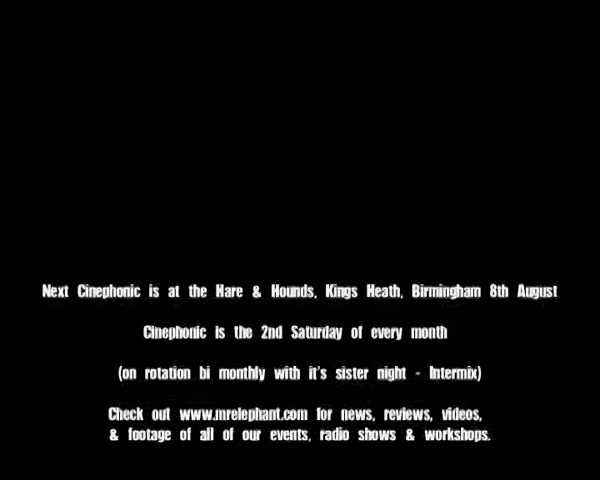 Next Cinephonic is at the Hare & Hounds, Kings Heath, Birmingham 8th August
Cinephonic is the 2nd Saturday of every month
(on rotation bi monthly with it's sister night - Intermix)
Check out www.mrelephant.com for news, reviews, videos,
& footage of all of our events, radio shows & workshops.